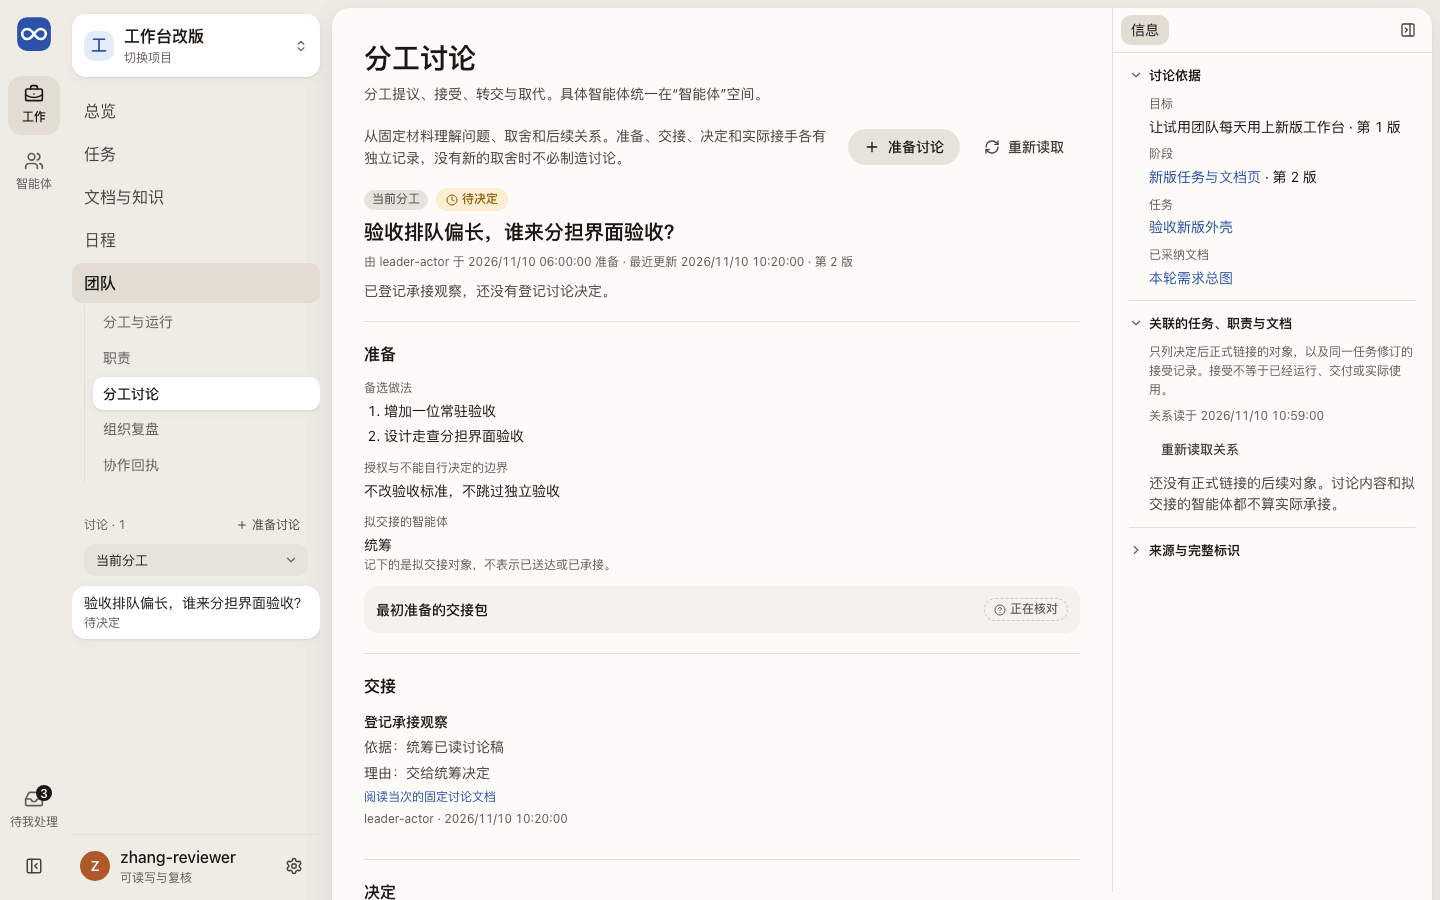 工作
智能体
待我处理
3
工
工作台改版
切换项目
总览
任务
文档与知识
日程
团队
分工与运行
职责
分工讨论
组织复盘
协作回执
讨论 · 1
准备讨论
当前分工
验收排队偏长，谁来分担界面验收？
待决定
Z
zhang-reviewer
可读写与复核
分工讨论
分工提议、接受、转交与取代。具体智能体统一在“智能体”空间。
从固定材料理解问题、取舍和后续关系。准备、交接、决定和实际接手各有
独立记录，没有新的取舍时不必制造讨论。
准备讨论
重新读取
当前分工
待决定
验收排队偏长，谁来分担界面验收？
由 leader-actor 于 2026/11/10 06:00:00 准备 · 最近更新 2026/11/10 10:20:00 · 第 2 版
已登记承接观察，还没有登记讨论决定。
准备
备选做法
1. 增加一位常驻验收
2. 设计走查分担界面验收
授权与不能自行决定的边界
不改验收标准，不跳过独立验收
拟交接的智能体
统筹
记下的是拟交接对象，不表示已送达或已承接。
最初准备的交接包
正在核对
交接
登记承接观察
依据：统筹已读讨论稿
理由：交给统筹决定
阅读当次的固定讨论文档
leader-actor · 2026/11/10 10:20:00
决定
信息
讨论依据
目标
让试用团队每天用上新版工作台 · 第 1 版
阶段
新版任务与文档页 · 第 2 版
任务
验收新版外壳
已采纳文档
本轮需求总图
关联的任务、职责与文档
只列决定后正式链接的对象，以及同一任务修订的
接受记录。接受不等于已经运行、交付或实际使
用。
关系读于 2026/11/10 10:59:00
重新读取关系
还没有正式链接的后续对象。讨论内容和拟
交接的智能体都不算实际承接。
来源与完整标识